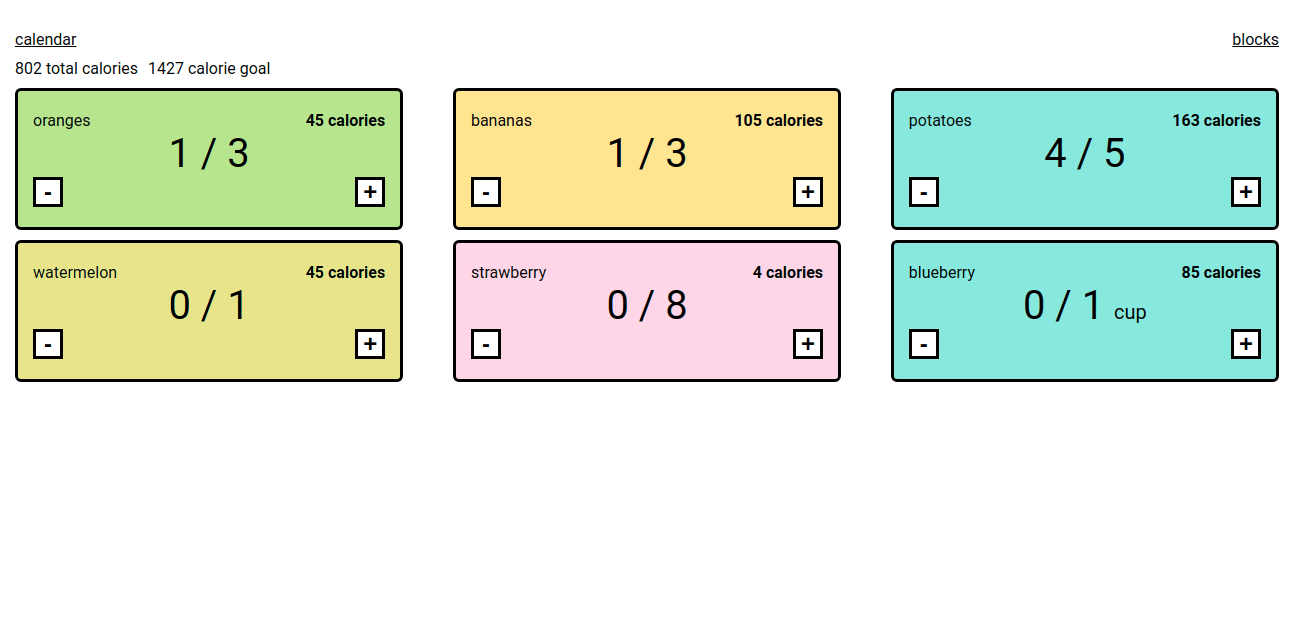 calendar blocks
802 total calories 1427 calorie goal
oranges 45 calories
1 / 3
- +
bananas 105 calories
1 / 3
- +
potatoes 163 calories
4 / 5
- +
watermelon 45 calories
0 / 1
- +
strawberry 4 calories
0 / 8
- +
blueberry 85 calories
0 / 1 cup
- +